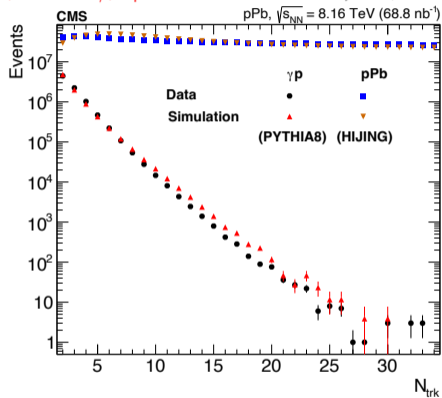 CMS pPb, √s_NN = 8.16 TeV (68.8 nb⁻¹)
Events
10⁷
10⁶
10⁵
10⁴
10³
10²
10
1
γp pPb
Data
Simulation
(PYTHIA8) (HIJING)
5 10 15 20 25 30
N_trk